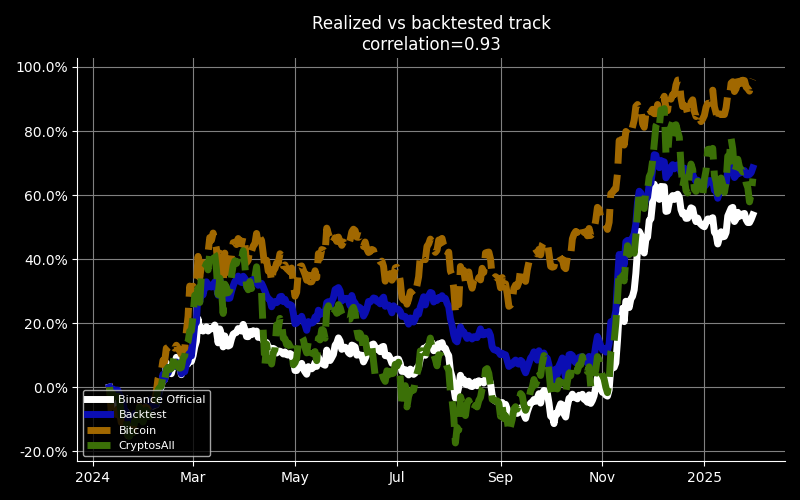 Realized vs backtested track
correlation=0.93
100.0%
80.0%
60.0%
40.0%
20.0%
0.0%
-20.0%
Binance Official
Backtest
Bitcoin
CryptosAll
2024
Mar
May
Jul
Sep
Nov
2025